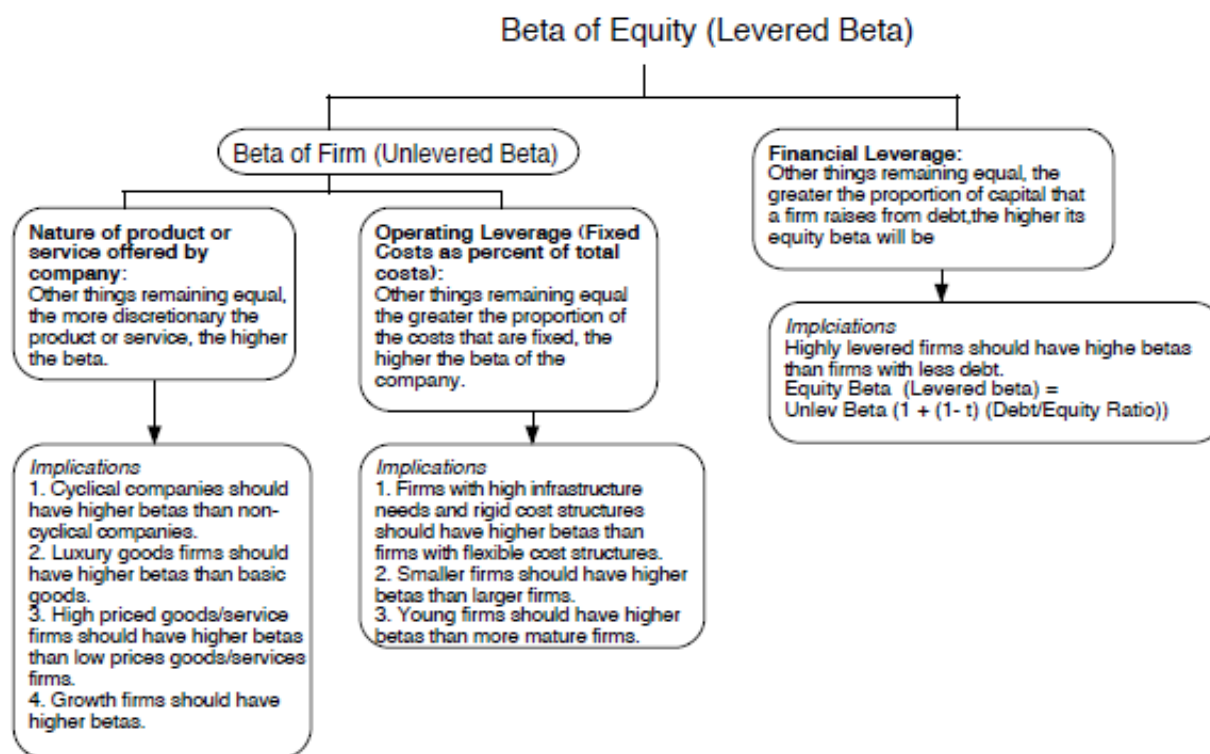 Beta of Equity (Levered Beta)
Beta of Firm (Unlevered Beta)
Nature of product or
service offered by
company:
Other things remaining equal,
the more discretionary the
product or service, the higher
the beta.
Operating Leverage (Fixed
Costs as percent of total
costs):
Other things remaining equal
the greater the proportion of
the costs that are fixed, the
higher the beta of the
company.
Financial Leverage:
Other things remaining equal, the
greater the proportion of capital that
a firm raises from debt,the higher its
equity beta will be
Implications
1. Cyclical companies should
have higher betas than non-
cyclical companies.
2. Luxury goods firms should
have higher betas than basic
goods.
3. High priced goods/service
firms should have higher betas
than low prices goods/services
firms.
4. Growth firms should have
higher betas.
Implications
1. Firms with high infrastructure
needs and rigid cost structures
should have higher betas than
firms with flexible cost structures.
2. Smaller firms should have higher
betas than larger firms.
3. Young firms should have higher
betas than more mature firms.
Implciations
Highly levered firms should have highe betas
than firms with less debt.
Equity Beta (Levered beta) =
Unlev Beta (1 + (1- t) (Debt/Equity Ratio))